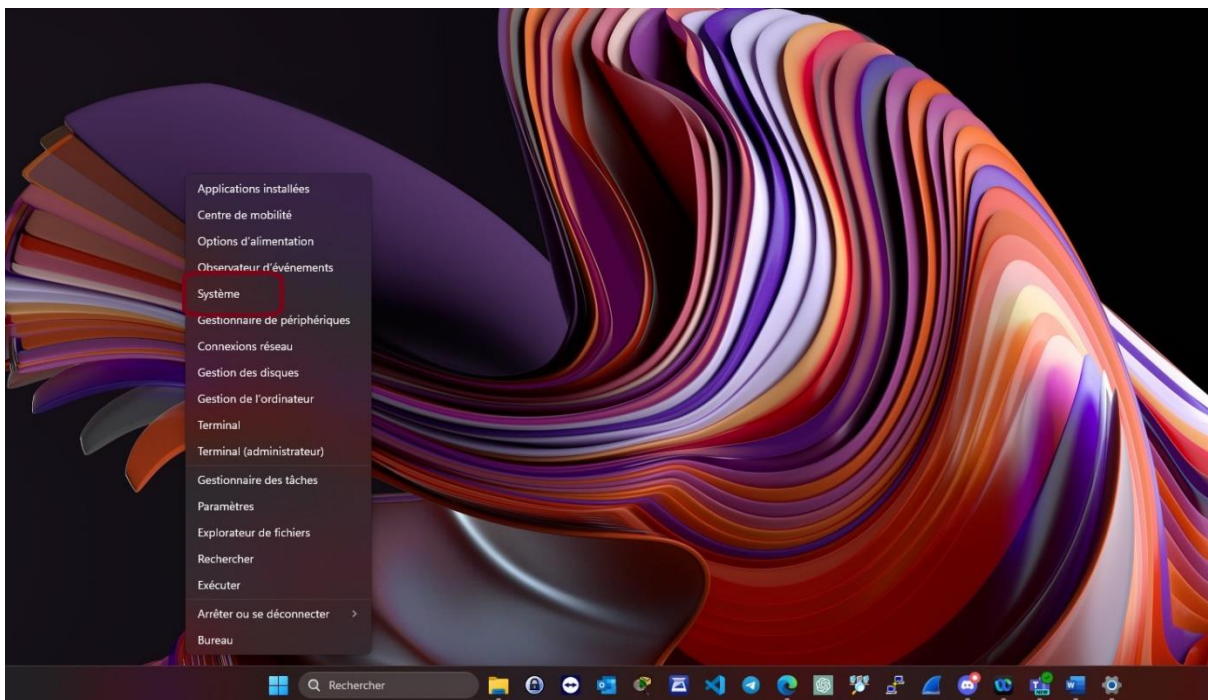 Applications installées
Centre de mobilité
Options d'alimentation
Observateur d'événements
Système
Gestionnaire de périphériques
Connexions réseau
Gestion des disques
Gestion de l'ordinateur
Terminal
Terminal (administrateur)
Gestionnaire des tâches
Paramètres
Explorateur de fichiers
Rechercher
Exécuter
Arrêter ou se déconnecter
Bureau
Rechercher
NEW